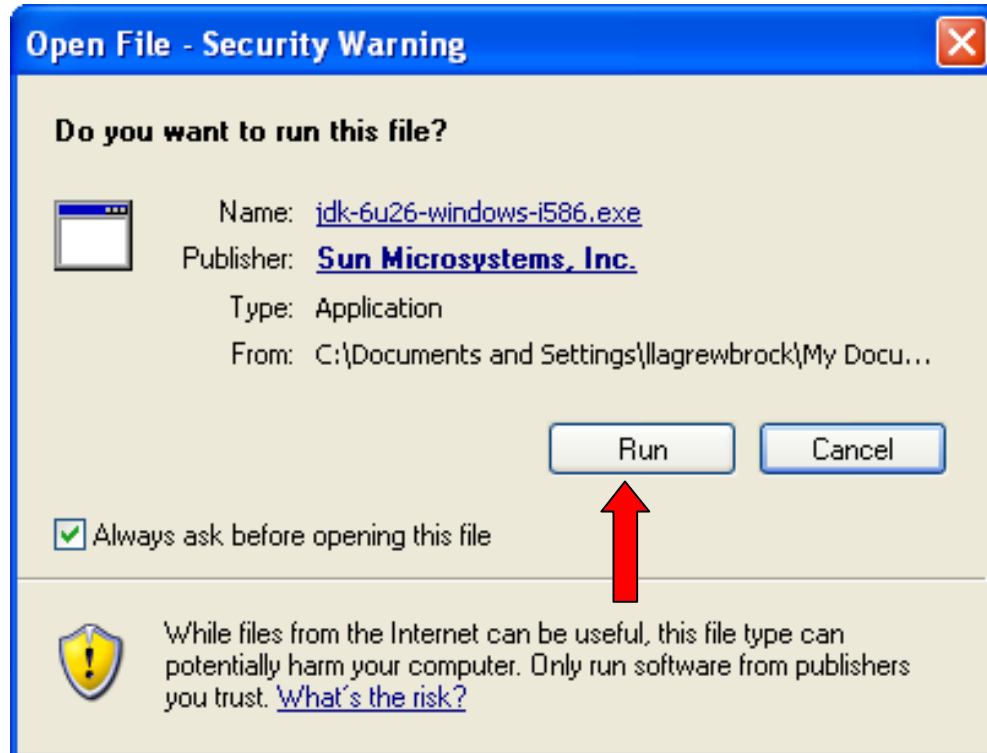 Open File - Security Warning
Do you want to run this file?
Name: jdk-6u26-windows-i586.exe
Publisher: Sun Microsystems, Inc.
Type: Application
From: C:\Documents and Settings\llagrewbrock\My Docu...
Run Cancel
Always ask before opening this file
While files from the Internet can be useful, this file type can
potentially harm your computer. Only run software from publishers
you trust. What's the risk?